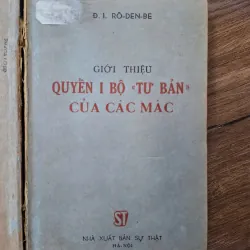 Đ. I. RÔ-DEN-BE
GIỚI THIỆU
QUYỂN I BỘ «TƯ BẢN»
CỦA CÁC MÁC
ST
NHÀ XUẤT BẢN SỰ THẬT
HÀ-NỘI